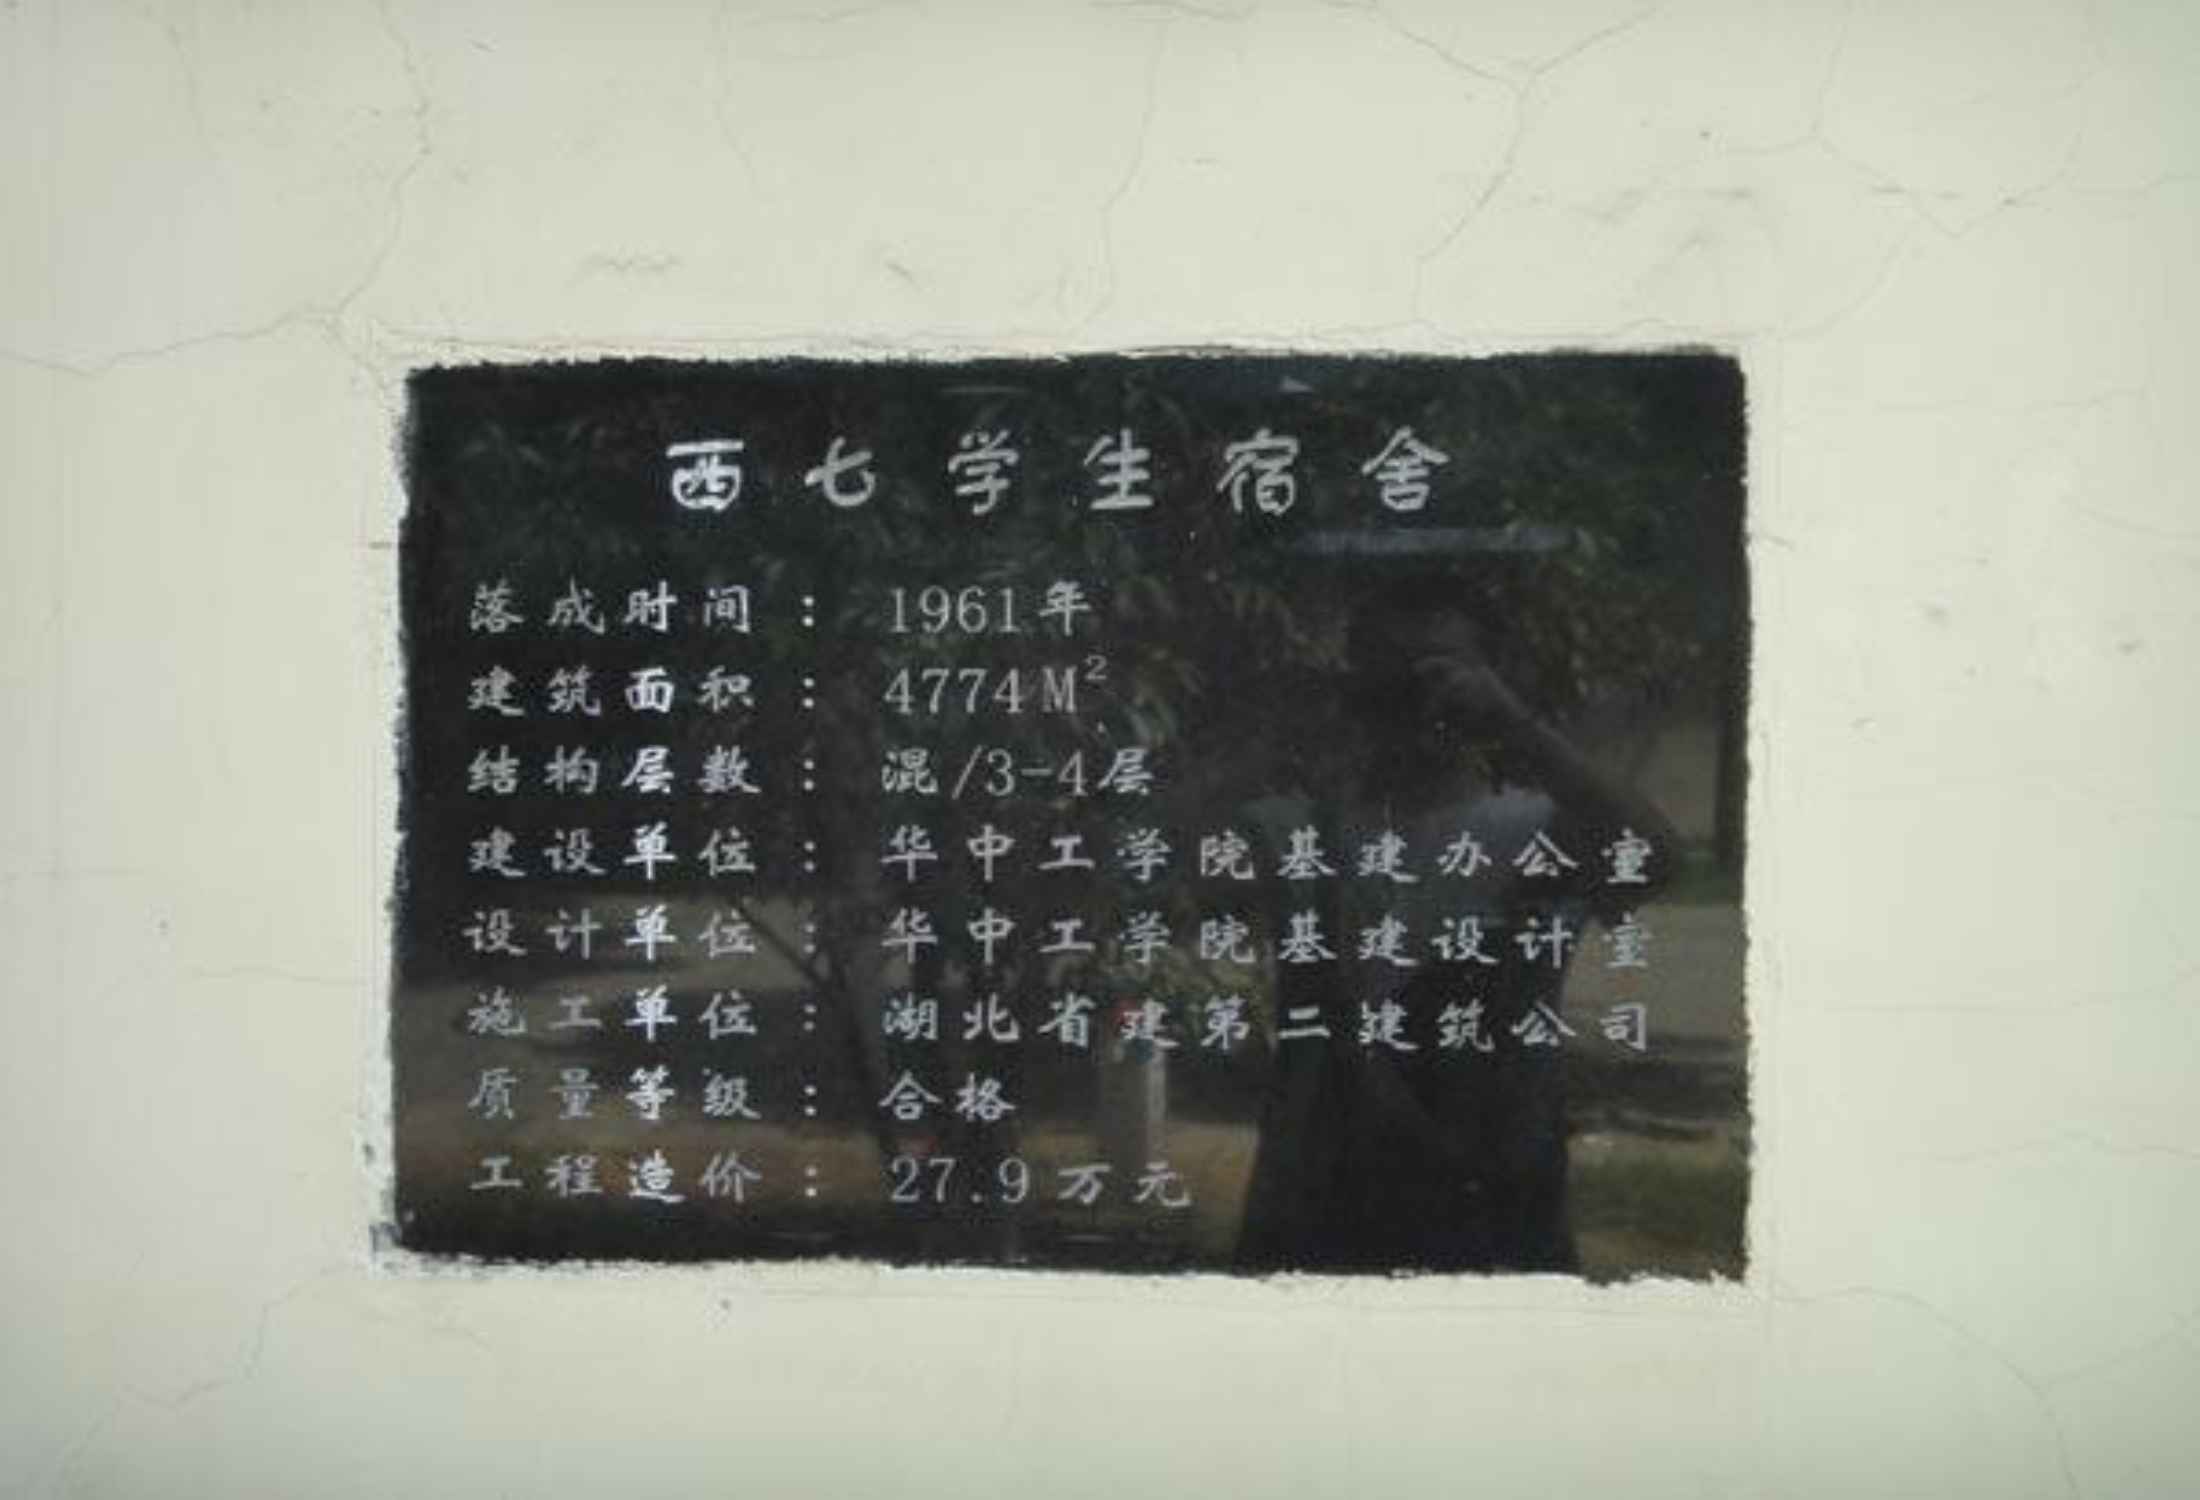 西七学生宿舍
落成时间：1961年
建筑面积：4774M²
结构层数：混/3-4层
建设单位：华中工学院基建办公室
设计单位：华中工学院基建设计室
施工单位：湖北省建第二建筑公司
质量等级：合格
工程造价：27.9万元